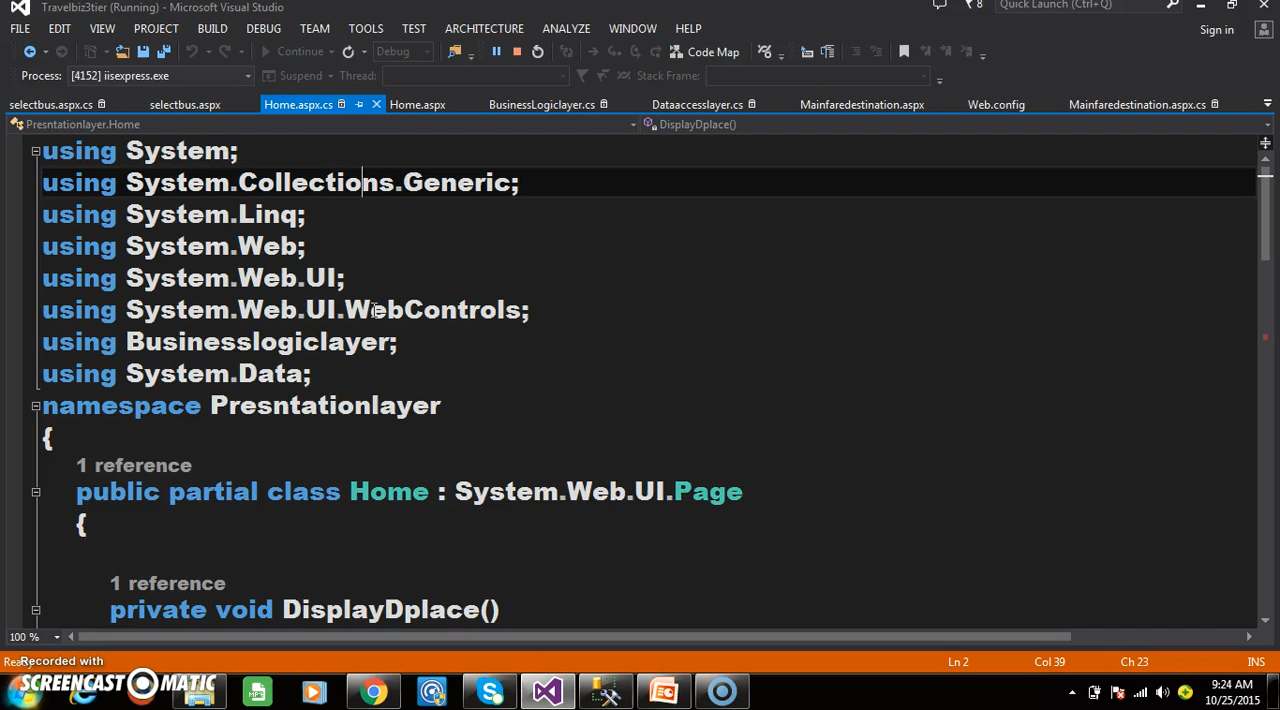 Travelbiz3tier (Running) - Microsoft Visual Studio
8
Quick Launch (Ctrl+Q)
FILE EDIT VIEW PROJECT BUILD DEBUG TEAM TOOLS TEST ARCHITECTURE ANALYZE WINDOW HELP
Sign in
Continue Debug Code Map
Process: [4152] iisexpress.exe Suspend Thread: Stack Frame:
selectbus.aspx.cs selectbus.aspx Home.aspx.cs Home.aspx BusinessLogiclayer.cs Dataaccesslayer.cs Mainfaredestination.aspx Web.config Mainfaredestination.aspx.cs
Presntationlayer.Home DisplayDplace()
using System;
using System.Collections.Generic;
using System.Linq;
using System.Web;
using System.Web.UI;
using System.Web.UI.WebControls;
using Businesslogiclayer;
using System.Data;
namespace Presntationlayer
{
1 reference
public partial class Home : System.Web.UI.Page
{
1 reference
private void DisplayDplace()
100 %
Ln 2 Col 39 Ch 23 INS
Recorded with
SCREENCAST MATIC
9:24 AM
10/25/2015